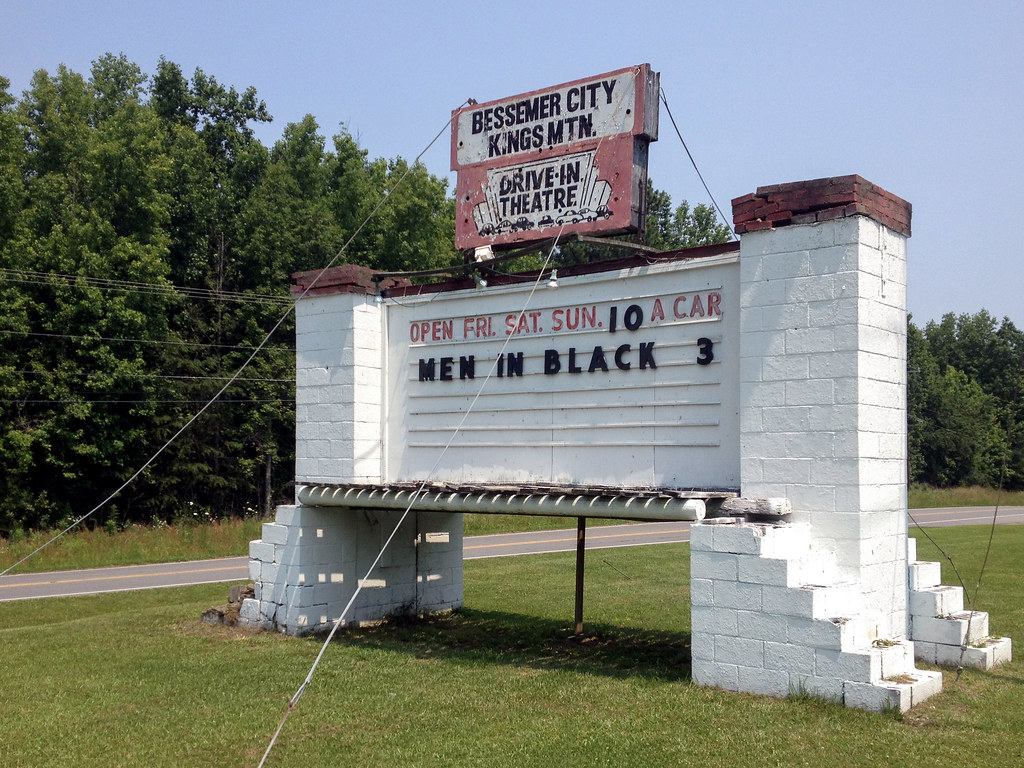 BESSEMER CITY
KINGS MTN.
DRIVE-IN
THEATRE
OPEN FRI. SAT. SUN. 10 A CAR
MEN IN BLACK 3